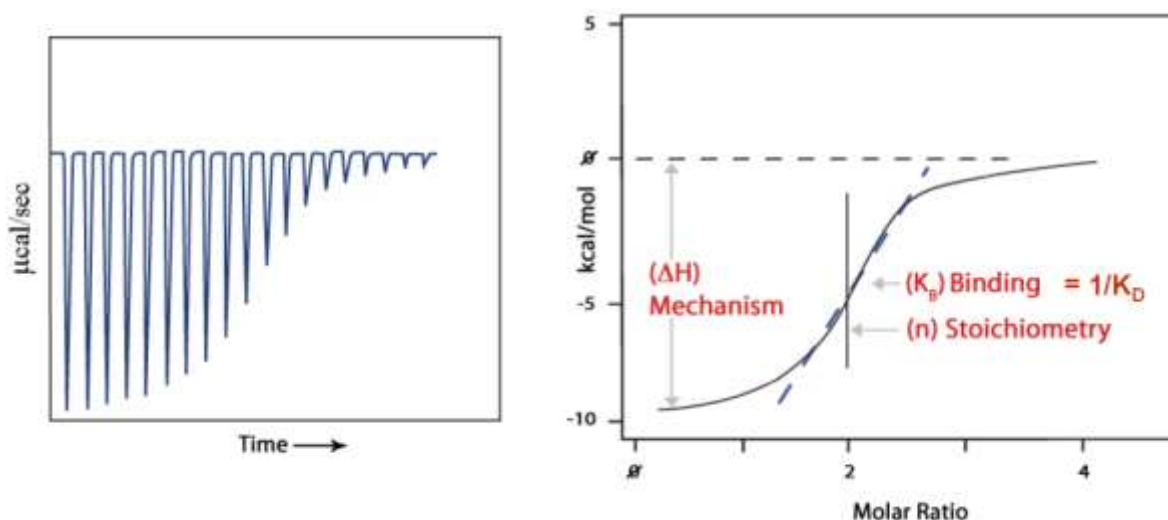 μcal/sec
Time
5
0
-5
-10
kcal/mol
(ΔH)
Mechanism
(K_B) Binding = 1/K_D
(n) Stoichiometry
0
2
4
Molar Ratio